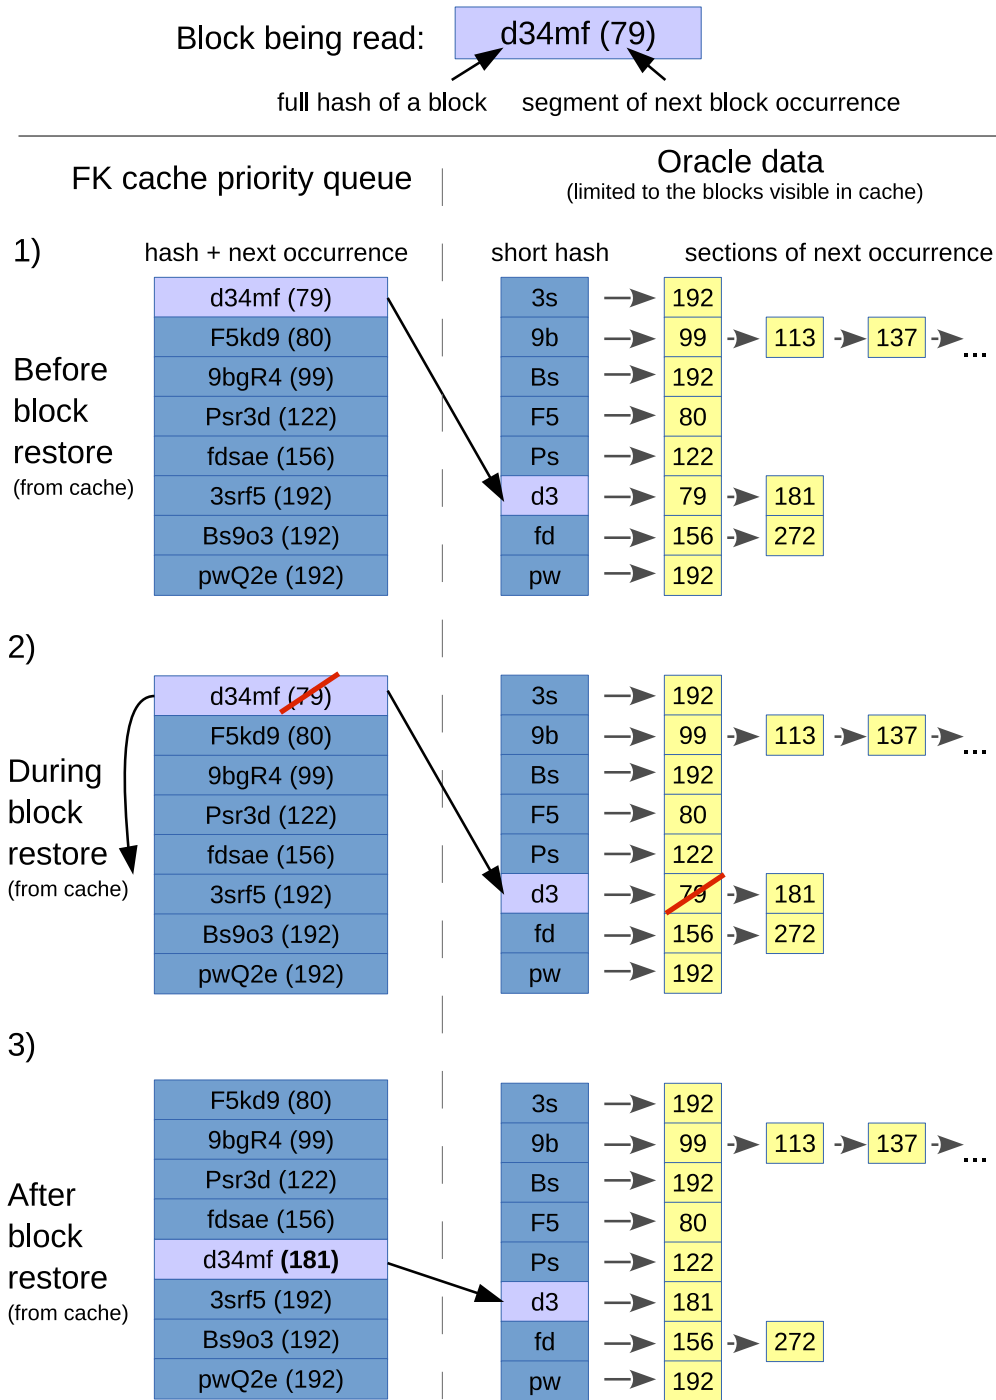 Block being read: d34mf (79)
full hash of a block segment of next block occurrence
FK cache priority queue
Oracle data
(limited to the blocks visible in cache)
1)
hash + next occurrence short hash sections of next occurrence
Before
block
restore
(from cache)
d34mf (79)
F5kd9 (80)
9bgR4 (99)
Psr3d (122)
fdsae (156)
3srf5 (192)
Bs9o3 (192)
pwQ2e (192)
3s 192
9b 99 113 137 ...
Bs 192
F5 80
Ps 122
d3 79 181
fd 156 272
pw 192
2)
During
block
restore
(from cache)
d34mf (79)
F5kd9 (80)
9bgR4 (99)
Psr3d (122)
fdsae (156)
3srf5 (192)
Bs9o3 (192)
pwQ2e (192)
3s 192
9b 99 113 137 ...
Bs 192
F5 80
Ps 122
d3 79 181
fd 156 272
pw 192
3)
After
block
restore
(from cache)
F5kd9 (80)
9bgR4 (99)
Psr3d (122)
fdsae (156)
d34mf (181)
3srf5 (192)
Bs9o3 (192)
pwQ2e (192)
3s 192
9b 99 113 137 ...
Bs 192
F5 80
Ps 122
d3 181
fd 156 272
pw 192